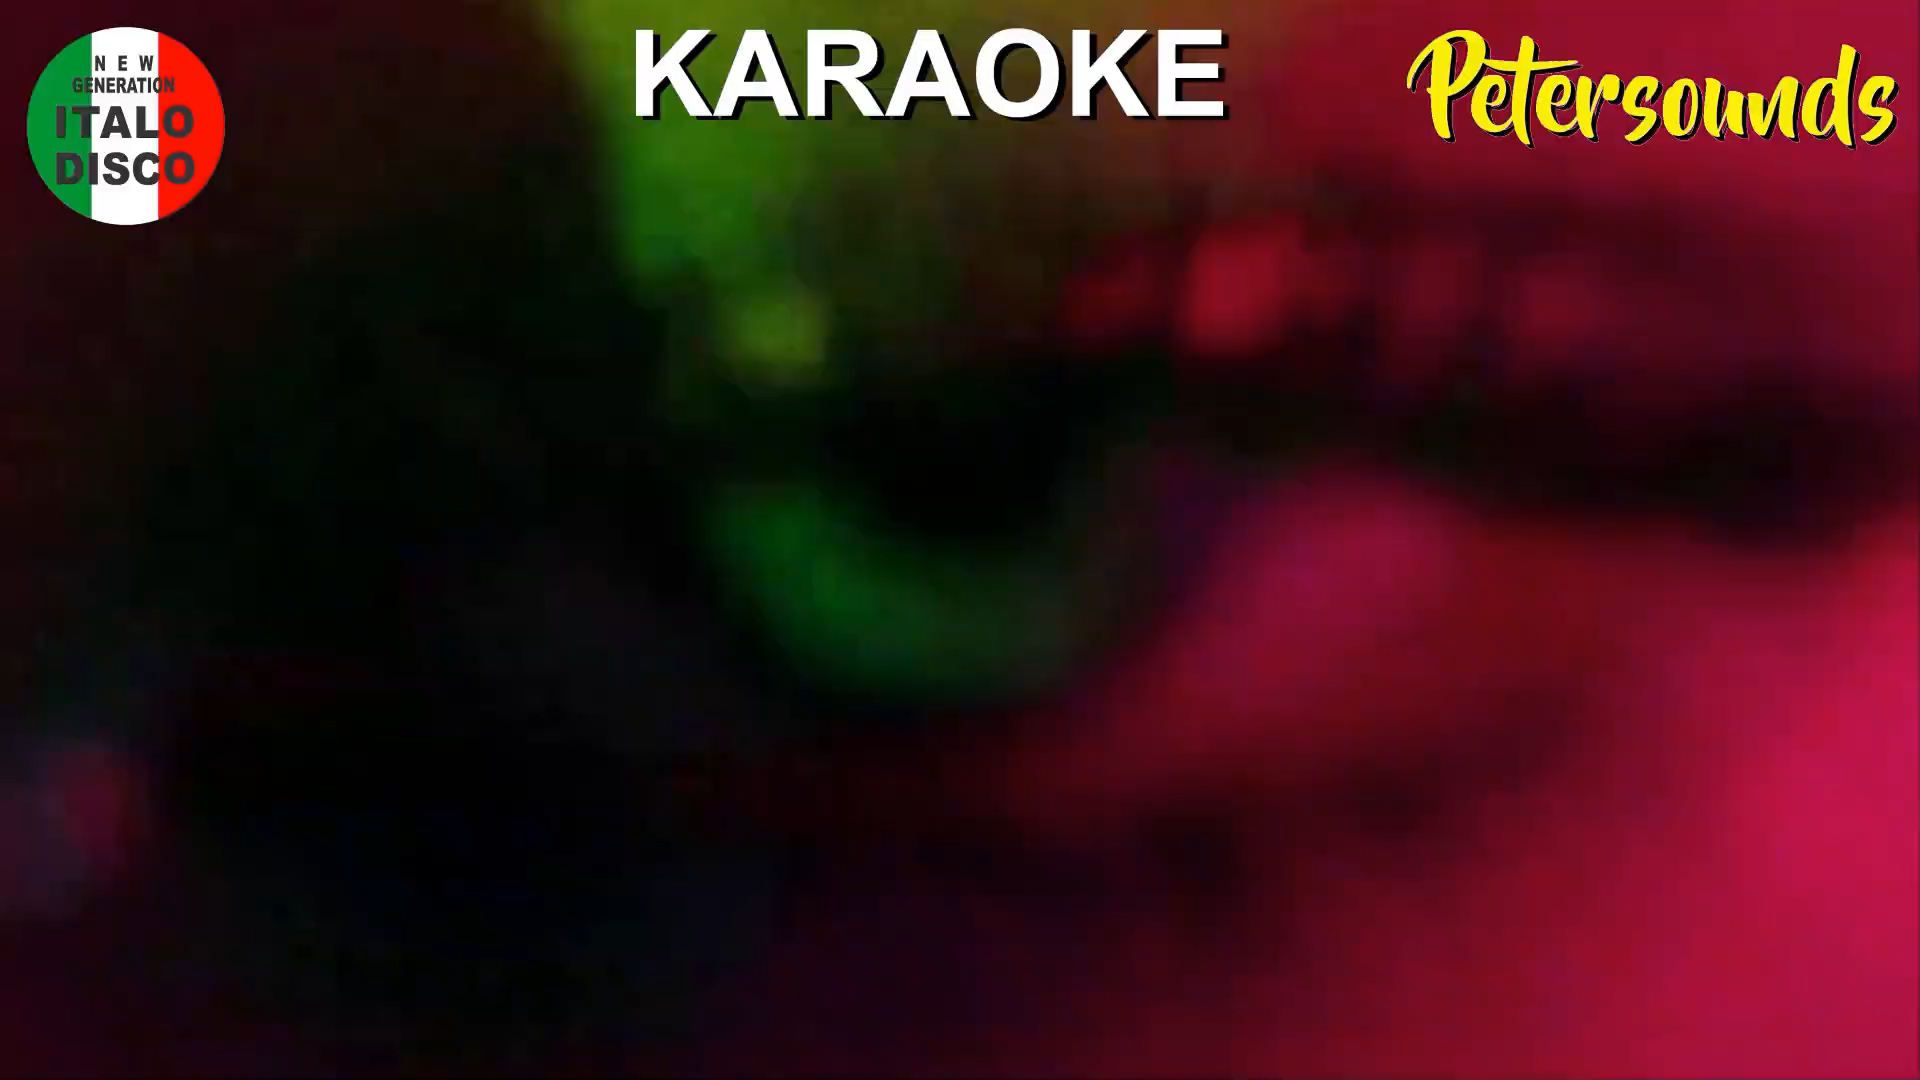 NEW
GENERATION
ITALO
DISCO
KARAOKE
Petersounds